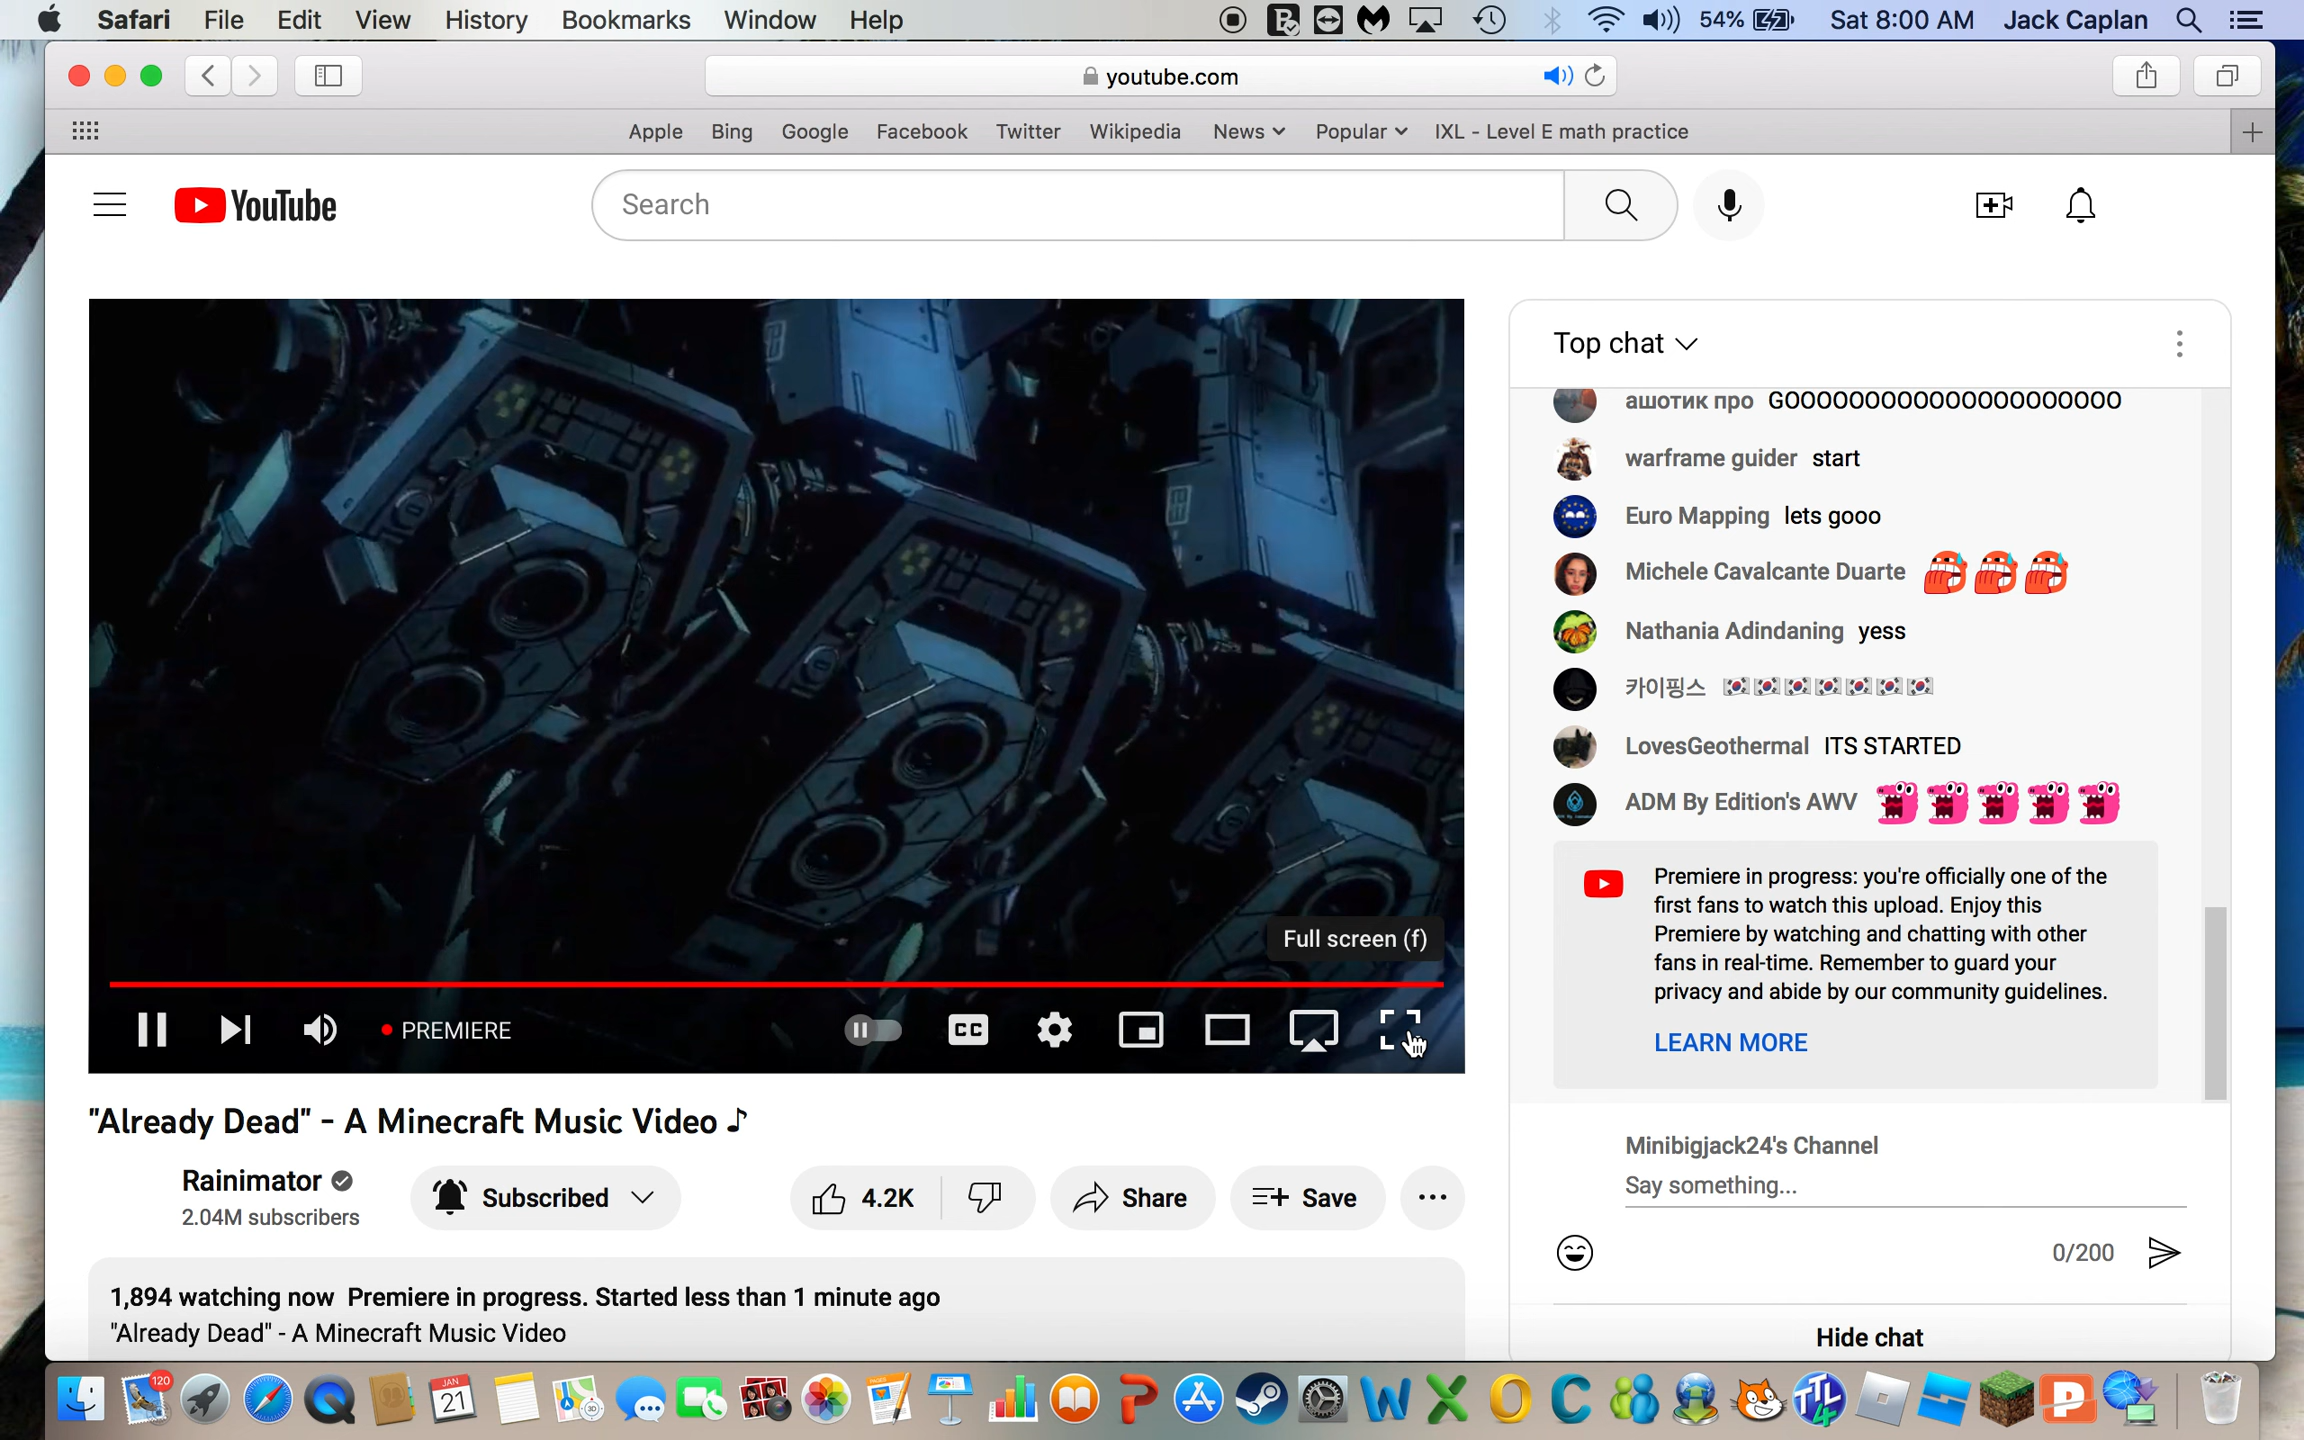 Safari File Edit View History Bookmarks Window Help 54% Sat 8:00 AM Jack Caplan
youtube.com
Apple Bing Google Facebook Twitter Wikipedia News Popular IXL - Level E math practice
YouTube
Search
Top chat
ашотик про GOOOOOOOOOOOOOOOOOOOOOO
warframe guider start
Euro Mapping lets gooo
Michele Cavalcante Duarte
Nathania Adindaning yess
카이핑스 🇰🇷🇰🇷🇰🇷🇰🇷🇰🇷🇰🇷🇰🇷
LovesGeothermal ITS STARTED
ADM By Edition's AWV
Premiere in progress: you're officially one of the
first fans to watch this upload. Enjoy this
Premiere by watching and chatting with other
fans in real-time. Remember to guard your
privacy and abide by our community guidelines.
LEARN MORE
Full screen (f)
PREMIERE
CC
"Already Dead" - A Minecraft Music Video ♪
Rainimator
2.04M subscribers
Subscribed
4.2K
Share
Save
1,894 watching now Premiere in progress. Started less than 1 minute ago
"Already Dead" - A Minecraft Music Video
Minibigjack24's Channel
Say something...
0/200
Hide chat
120
JAN
21